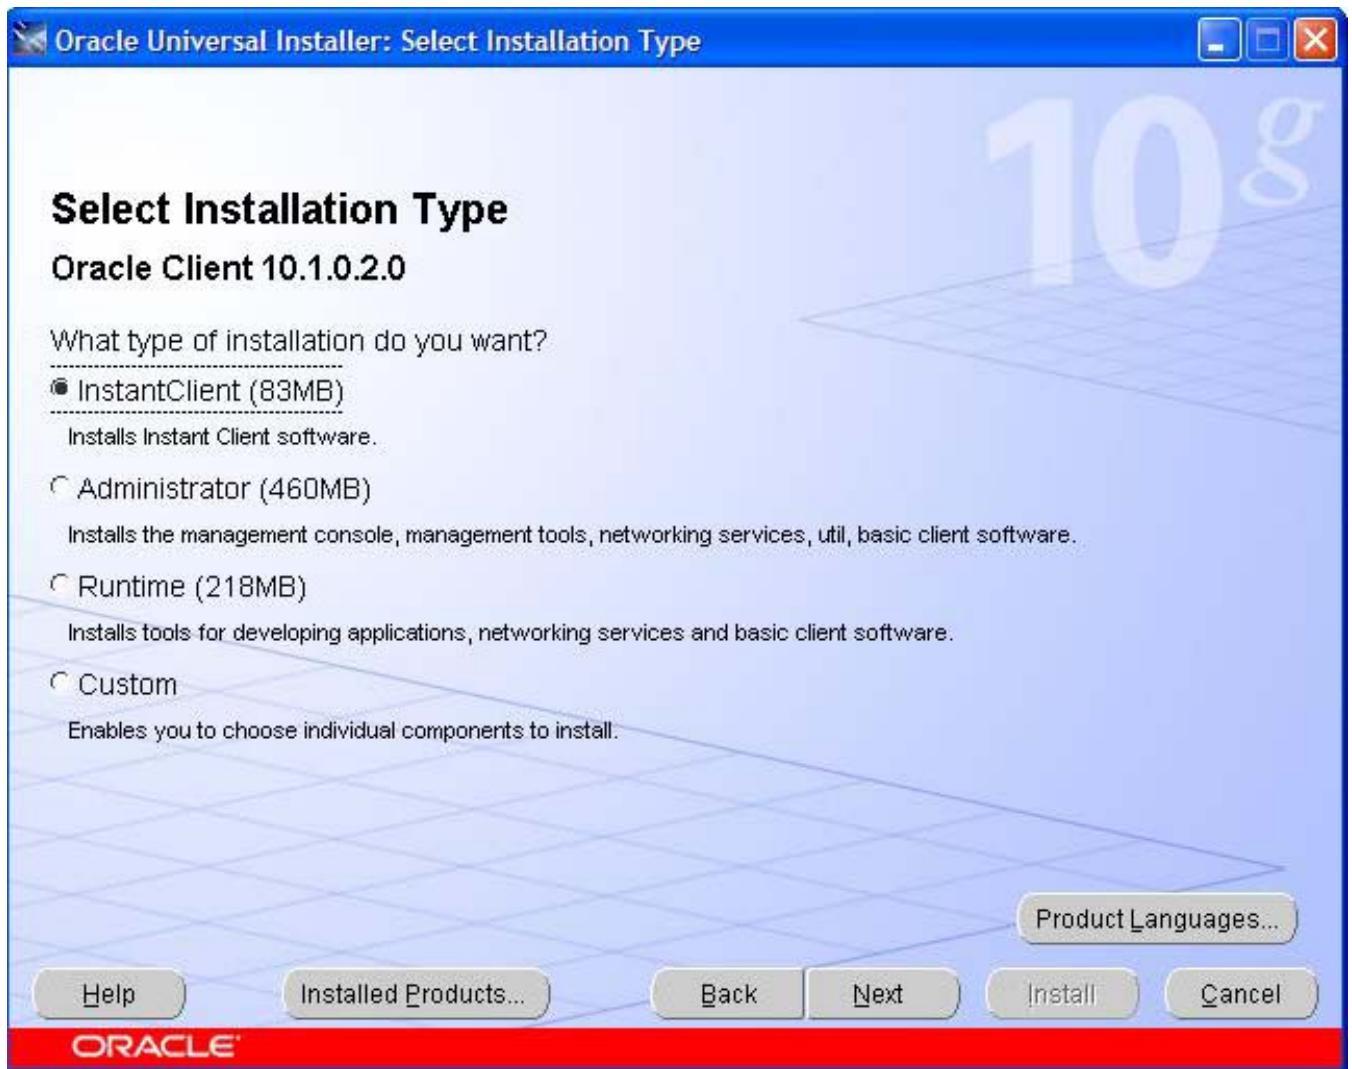 Oracle Universal Installer: Select Installation Type
10g
Select Installation Type
Oracle Client 10.1.0.2.0
What type of installation do you want?
InstantClient (83MB)
Installs Instant Client software.
Administrator (460MB)
Installs the management console, management tools, networking services, util, basic client software.
Runtime (218MB)
Installs tools for developing applications, networking services and basic client software.
Custom
Enables you to choose individual components to install.
Product Languages...
Help Installed Products... Back Next Install Cancel
ORACLE